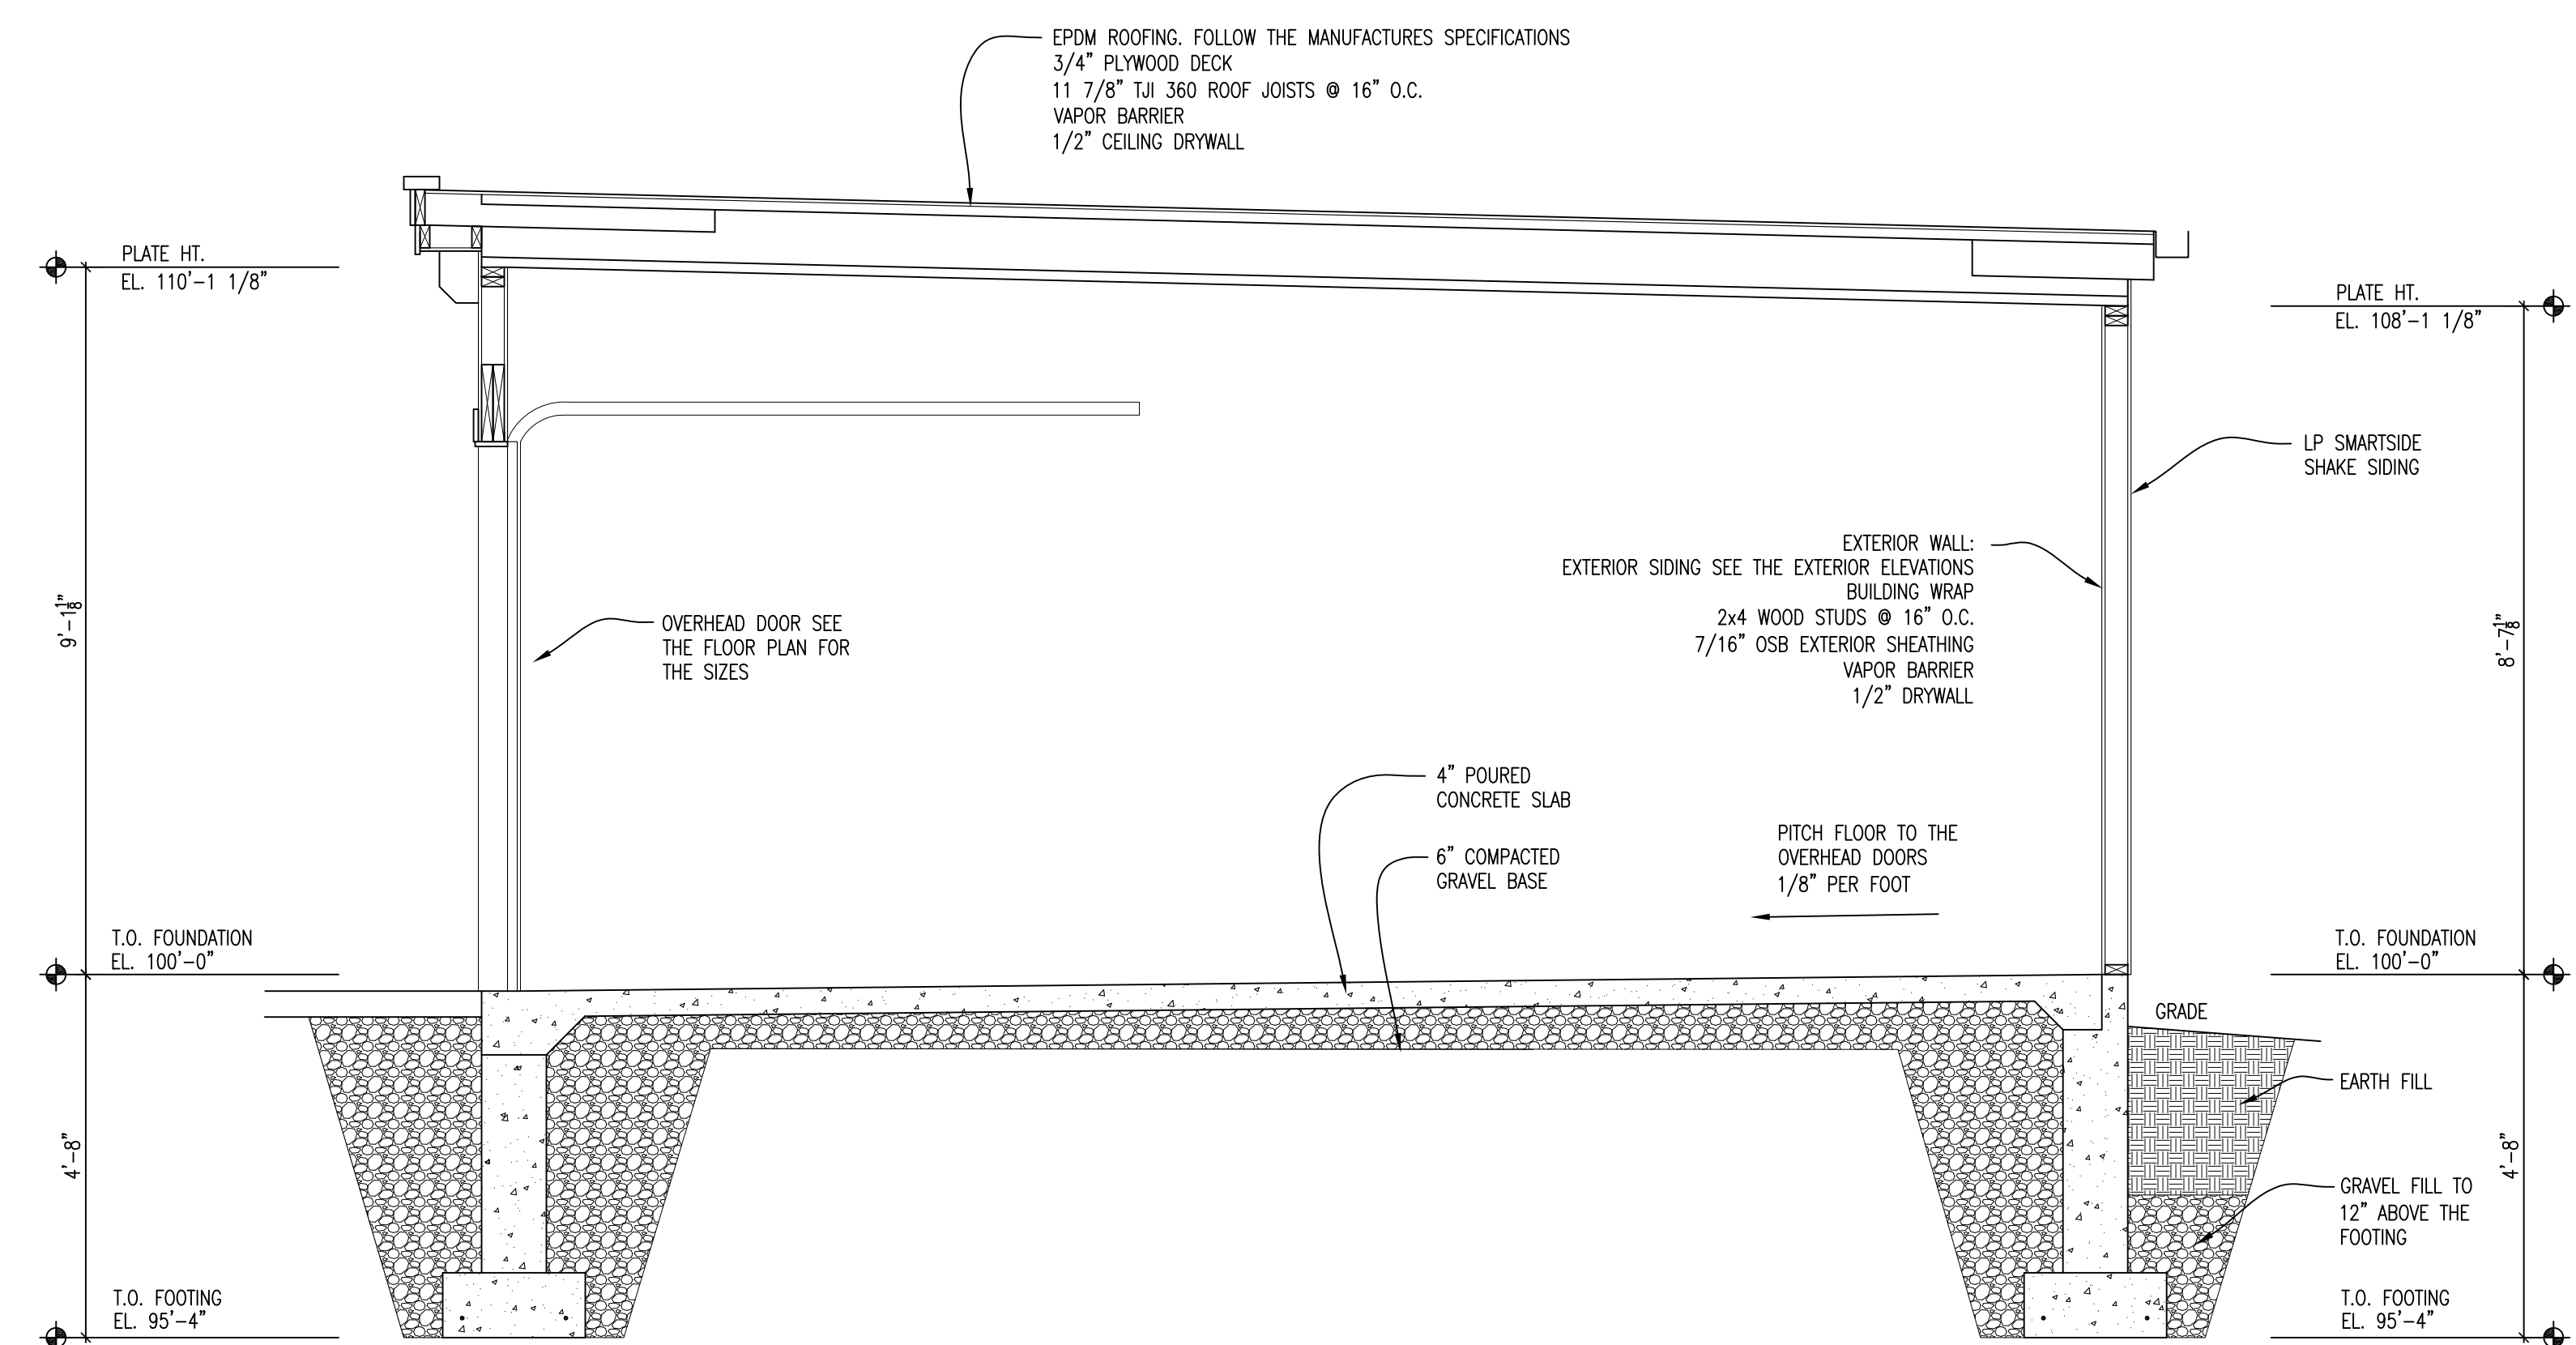 EPDM ROOFING. FOLLOW THE MANUFACTURES SPECIFICATIONS
3/4" PLYWOOD DECK
11 7/8" TJI 360 ROOF JOISTS @ 16" O.C.
VAPOR BARRIER
1/2" CEILING DRYWALL
PLATE HT.
EL. 110'-1 1/8"
PLATE HT.
EL. 108'-1 1/8"
LP SMARTSIDE
SHAKE SIDING
EXTERIOR WALL:
EXTERIOR SIDING SEE THE EXTERIOR ELEVATIONS
BUILDING WRAP
2x4 WOOD STUDS @ 16" O.C.
7/16" OSB EXTERIOR SHEATHING
VAPOR BARRIER
1/2" DRYWALL
9'-1 1/8"
OVERHEAD DOOR SEE
THE FLOOR PLAN FOR
THE SIZES
8'-7 1/8"
4" POURED
CONCRETE SLAB
6" COMPACTED
GRAVEL BASE
PITCH FLOOR TO THE
OVERHEAD DOORS
1/8" PER FOOT
T.O. FOUNDATION
EL. 100'-0"
T.O. FOUNDATION
EL. 100'-0"
GRADE
EARTH FILL
4'-8"
4'-8"
GRAVEL FILL TO
12" ABOVE THE
FOOTING
T.O. FOOTING
EL. 95'-4"
T.O. FOOTING
EL. 95'-4"